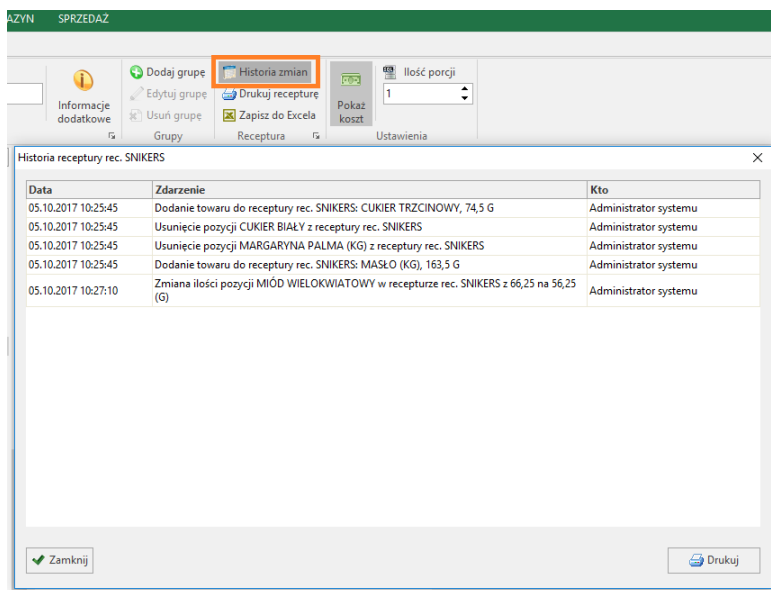 AZYN SPRZEDAŻ
Informacje dodatkowe
Dodaj grupę
Edytuj grupę
Usuń grupę
Grupy
Historia zmian
Drukuj recepturę
Zapisz do Excela
Receptura
Pokaż koszt
Ilość porcji
1
Ustawienia
Historia receptury rec. SNIKERS
Data Zdarzenie Kto
05.10.2017 10:25:45 Dodanie towaru do receptury rec. SNIKERS: CUKIER TRZCINOWY, 74,5 G Administrator systemu
05.10.2017 10:25:45 Usunięcie pozycji CUKIER BIAŁY z receptury rec. SNIKERS Administrator systemu
05.10.2017 10:25:45 Usunięcie pozycji MARGARYNA PALMA (KG) z receptury rec. SNIKERS Administrator systemu
05.10.2017 10:25:45 Dodanie towaru do receptury rec. SNIKERS: MASŁO (KG), 163,5 G Administrator systemu
05.10.2017 10:27:10 Zmiana ilości pozycji MIÓD WIELOKWIATOWY w recepturze rec. SNIKERS z 66,25 na 56,25 Administrator systemu
(G)
Zamknij Drukuj